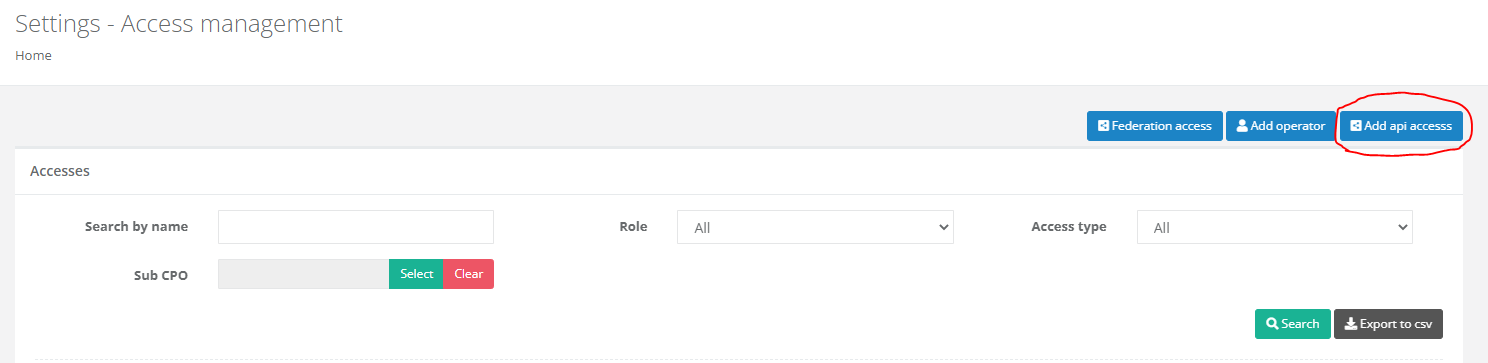 Settings - Access management
Home
Federation access Add operator Add api accesss
Accesses
Search by name Role All Access type All
Sub CPO Select Clear
Search Export to csv